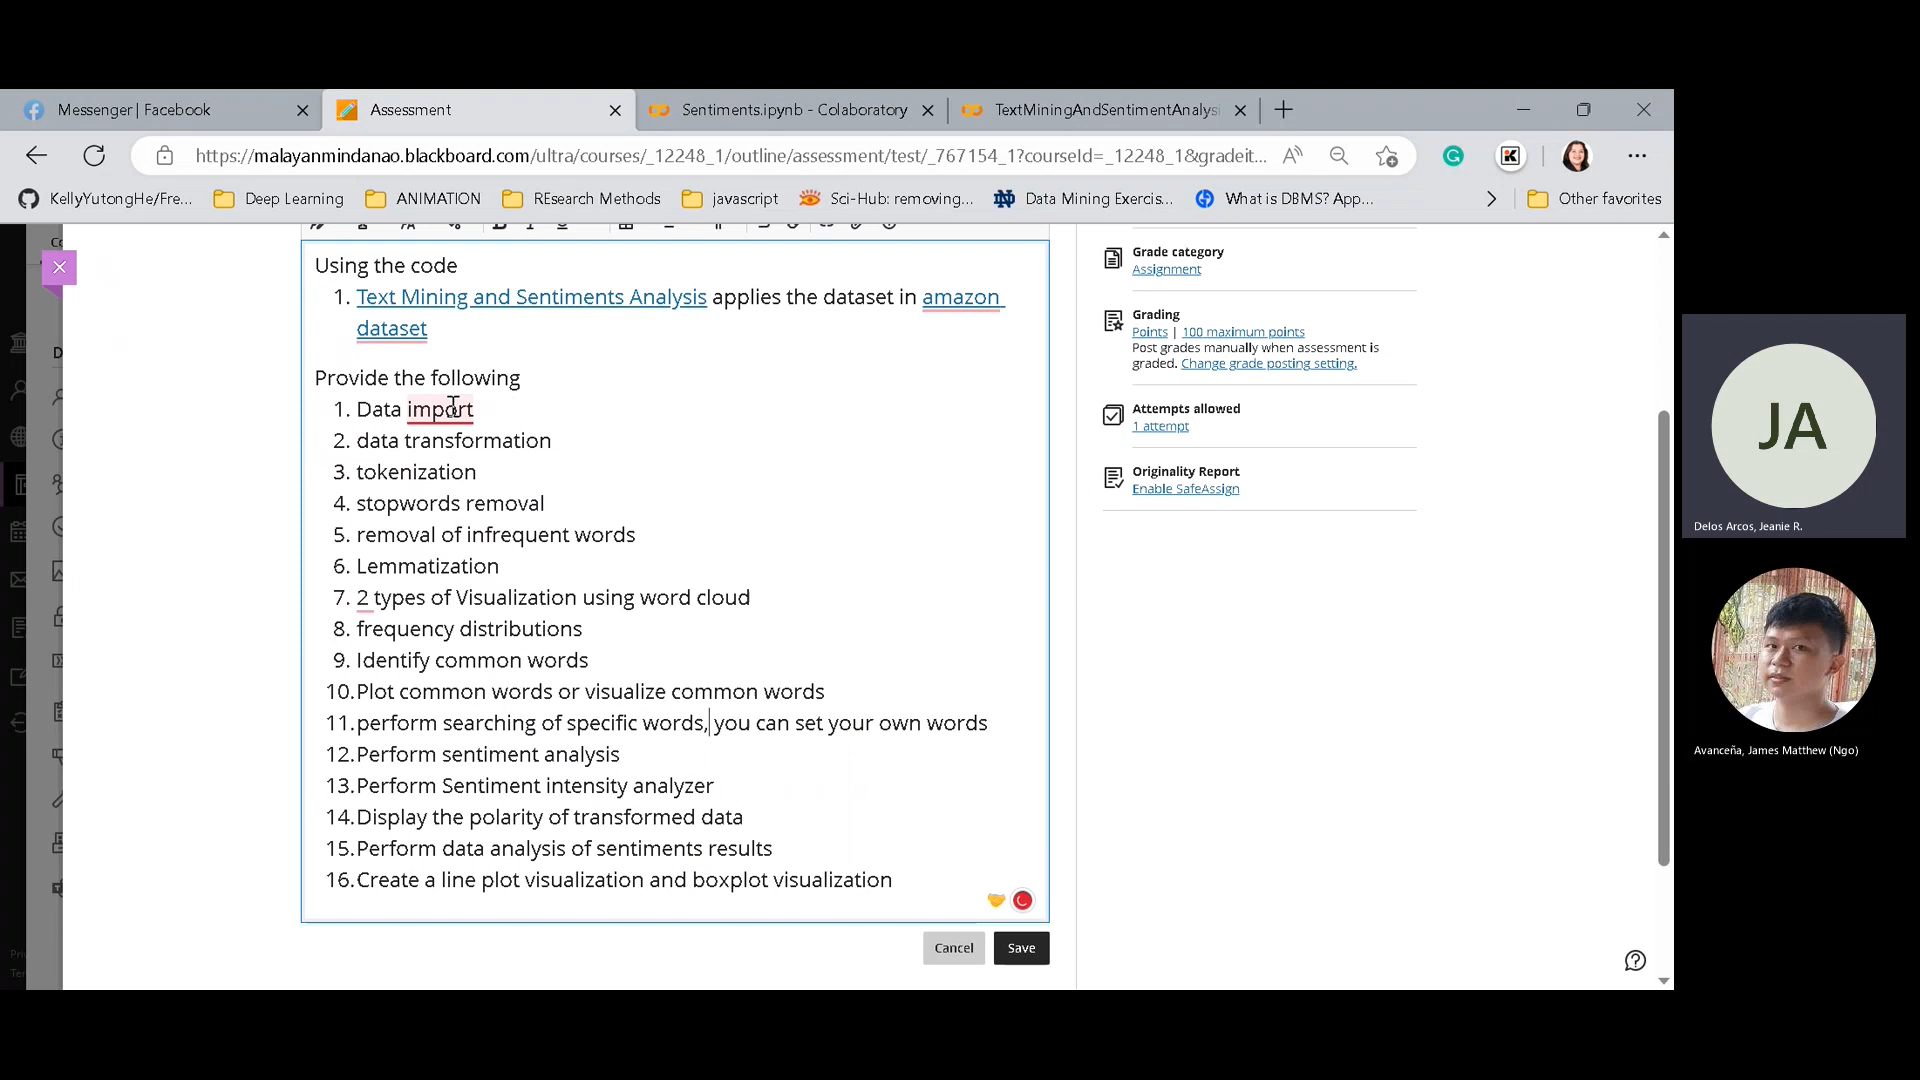 Messenger | Facebook
Assessment
Sentiments.ipynb - Colaboratory
TextMiningAndSentimentAnalysi
https://malayanmindanao.blackboard.com/ultra/courses/_12248_1/outline/assessment/test/_767154_1?courseId=_12248_1&gradeit...
KellyYutongHe/Fre...
Deep Learning
ANIMATION
REsearch Methods
javascript
Sci-Hub: removing...
Data Mining Exercis...
What is DBMS? App...
Other favorites
Using the code
1. Text Mining and Sentiments Analysis applies the dataset in amazon
dataset
Provide the following
1. Data import
2. data transformation
3. tokenization
4. stopwords removal
5. removal of infrequent words
6. Lemmatization
7. 2 types of Visualization using word cloud
8. frequency distributions
9. Identify common words
10. Plot common words or visualize common words
11. perform searching of specific words, you can set your own words
12. Perform sentiment analysis
13. Perform Sentiment intensity analyzer
14. Display the polarity of transformed data
15. Perform data analysis of sentiments results
16. Create a line plot visualization and boxplot visualization
Cancel
Save
Grade category
Assignment
Grading
Points | 100 maximum points
Post grades manually when assessment is
graded. Change grade posting setting.
Attempts allowed
1 attempt
Originality Report
Enable SafeAssign
JA
Delos Arcos, Jeanie R.
Avanceña, James Matthew (Ngo)